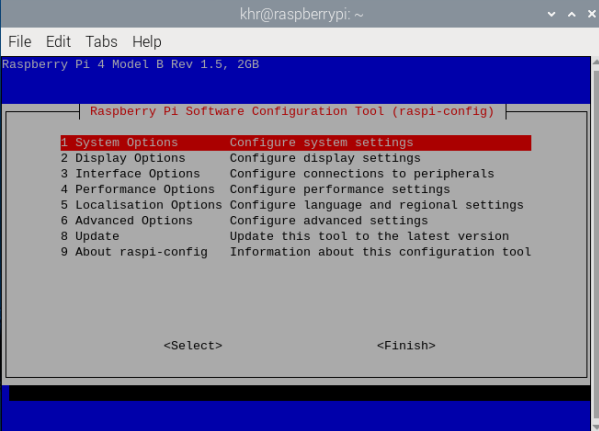 khr@raspberrypi: ~
File Edit Tabs Help
Raspberry Pi 4 Model B Rev 1.5, 2GB
Raspberry Pi Software Configuration Tool (raspi-config)
1 System Options Configure system settings
2 Display Options Configure display settings
3 Interface Options Configure connections to peripherals
4 Performance Options Configure performance settings
5 Localisation Options Configure language and regional settings
6 Advanced Options Configure advanced settings
8 Update Update this tool to the latest version
9 About raspi-config Information about this configuration tool
<Select> <Finish>